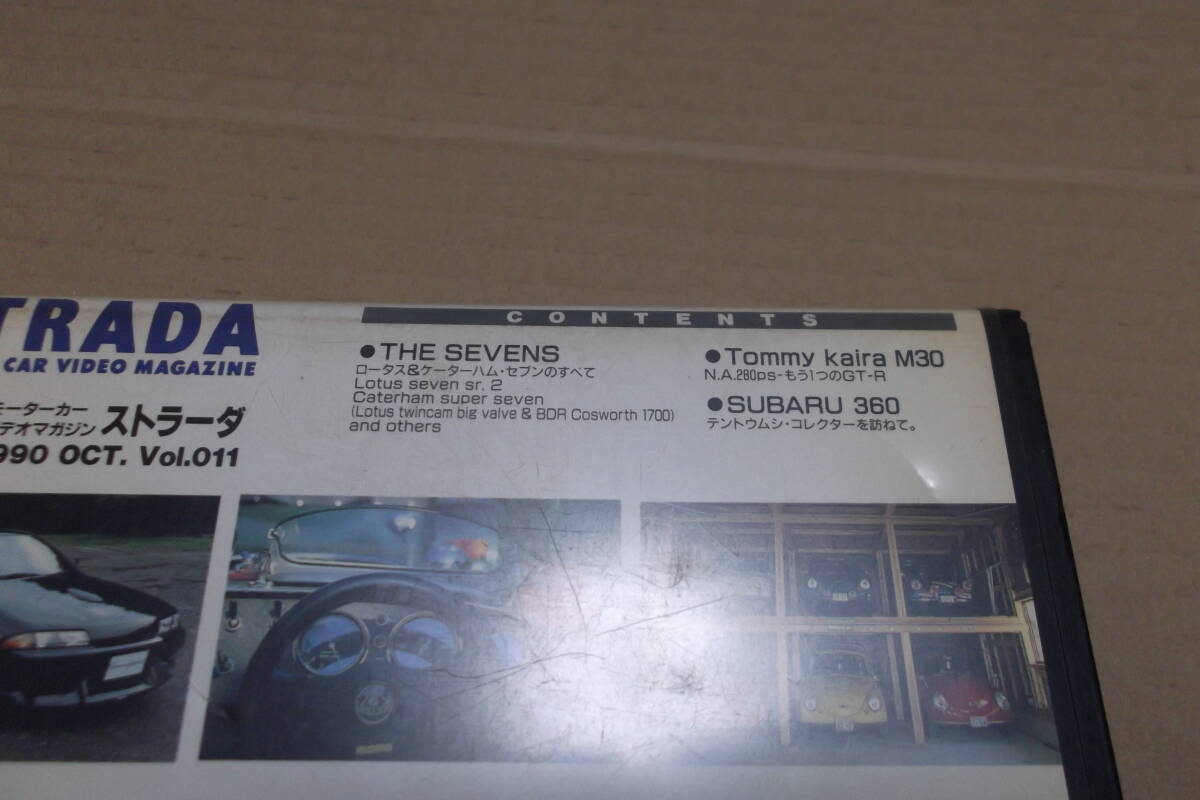 TRADA
CAR VIDEO MAGAZINE
モーターカー
デオマガジン ストラーダ
990 OCT. Vol.011
CONTENTS
●THE SEVENS
ロータス&ケーターハム・セブンのすべて
Lotus seven sr. 2
Caterham super seven
(Lotus twincam big valve & BDR Cosworth 1700)
and others
●Tommy kaira M30
N.A.280ps-もう1つのGT-R
●SUBARU 360
テントウムシ・コレクターを訪ねて。